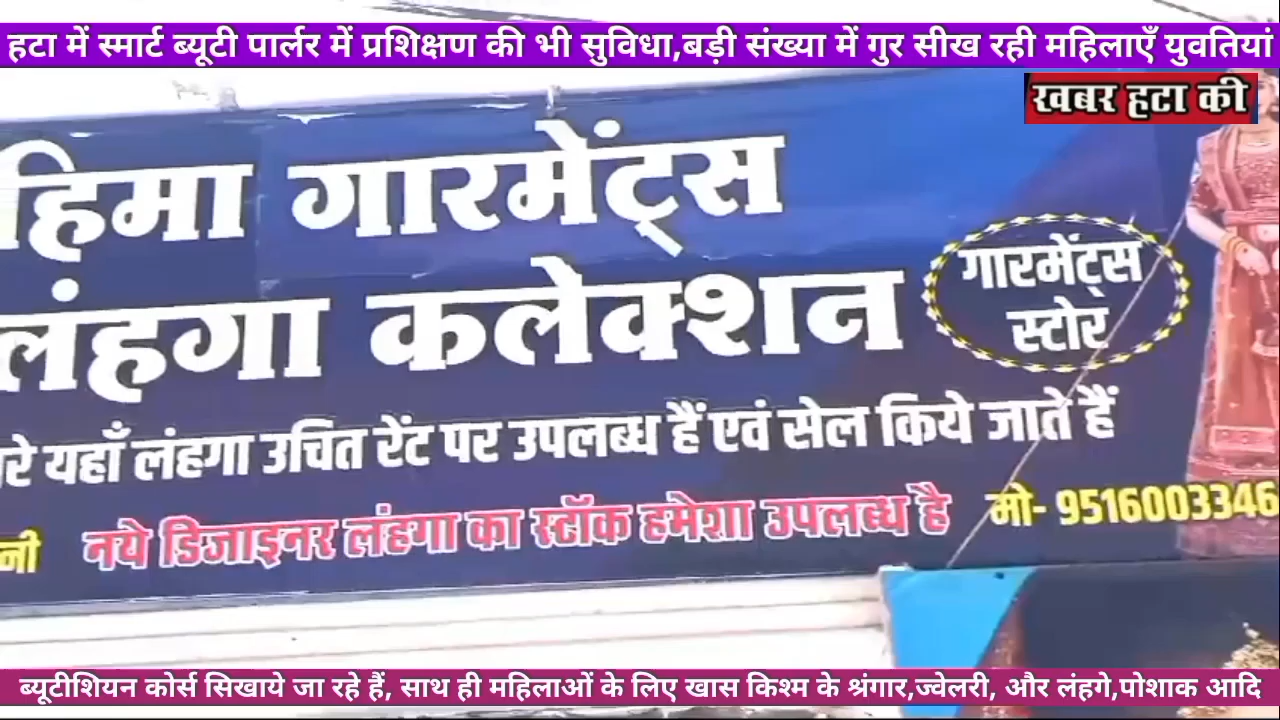 हटा में स्मार्ट ब्यूटी पार्लर में प्रशिक्षण की भी सुविधा,बड़ी संख्या में गुर सीख रही महिलाएँ युवतियां
खबर हटा की
हिमा गारमेंट्स
लंहगा कलेक्शन
गारमेंट्स
स्टोर
रे यहाँ लंहगा उचित रेंट पर उपलब्ध हैं एवं सेल किये जाते हैं
नी नये डिजाइनर लंहगा का स्टॉक हमेशा उपलब्ध है मो- 9516003346
ब्यूटीशियन कोर्स सिखाये जा रहे हैं, साथ ही महिलाओं के लिए खास किश्म के श्रंगार,ज्वेलरी, और लंहगे,पोशाक आदि